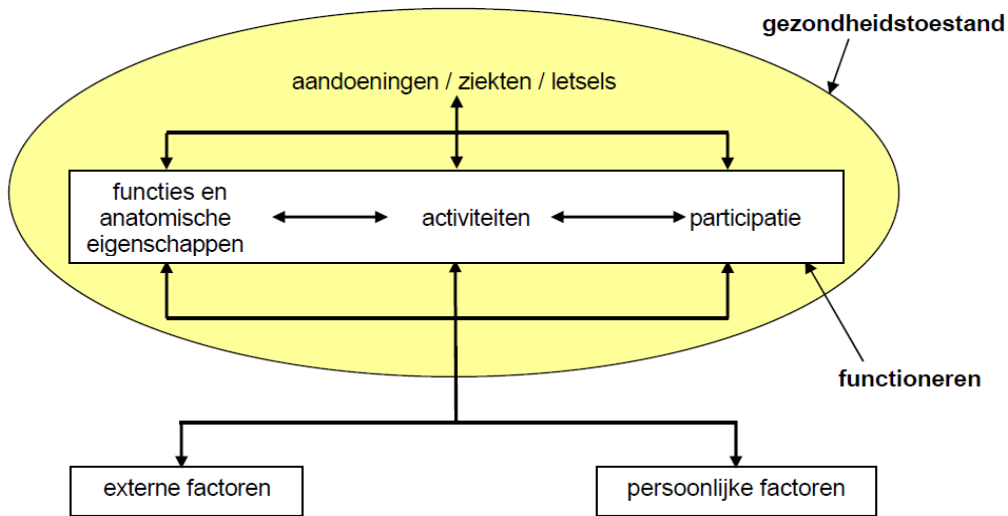 gezondheidstoestand
aandoeningen / ziekten / letsels
functies en
anatomische
eigenschappen
activiteiten
participatie
functioneren
externe factoren
persoonlijke factoren